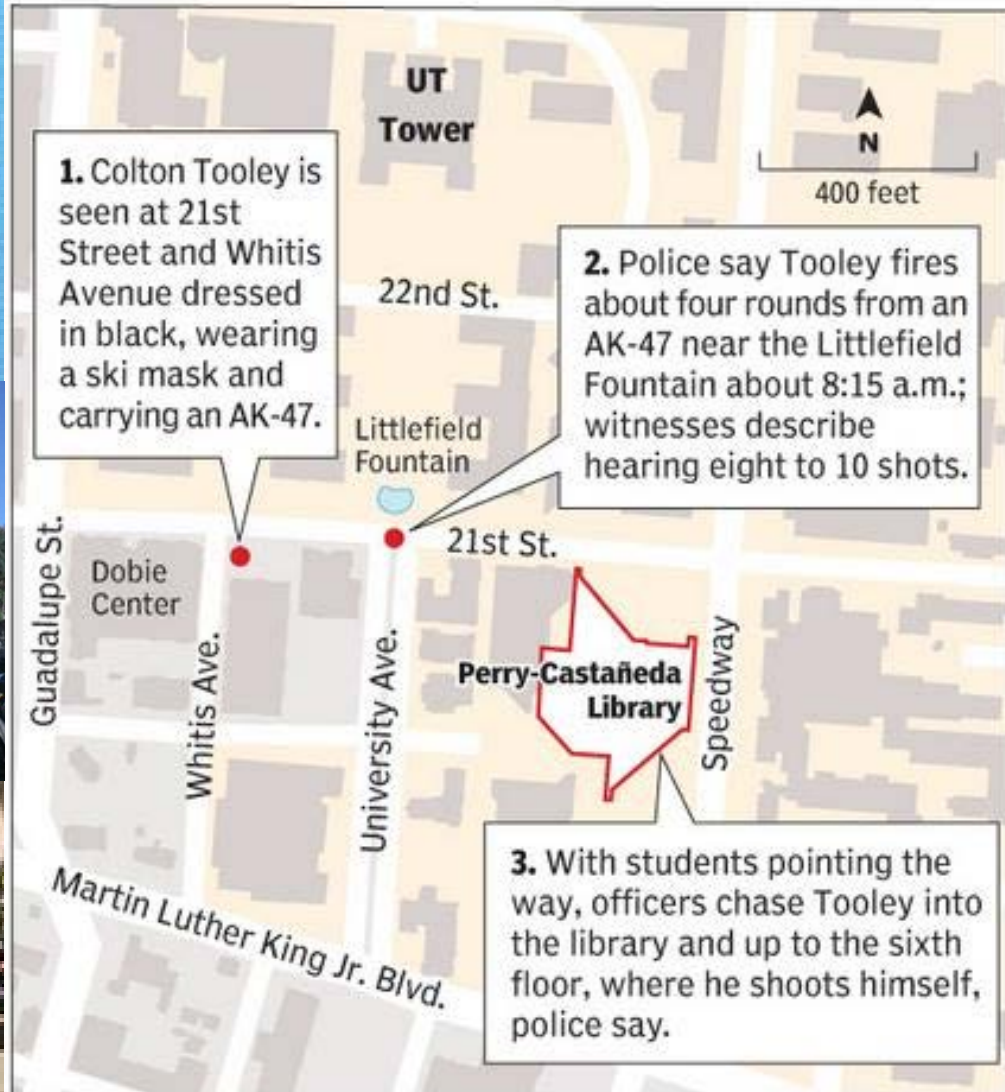 UT
Tower
N
400 feet
1. Colton Tooley is
seen at 21st
Street and Whitis
Avenue dressed
in black, wearing
a ski mask and
carrying an AK-47.
22nd St.
2. Police say Tooley fires
about four rounds from an
AK-47 near the Littlefield
Fountain about 8:15 a.m.;
witnesses describe
hearing eight to 10 shots.
Littlefield
Fountain
21st St.
Guadalupe St.
Dobie
Center
Whitis Ave.
University Ave.
Perry-Castañeda
Library
Speedway
Martin Luther King Jr. Blvd.
3. With students pointing the
way, officers chase Tooley into
the library and up to the sixth
floor, where he shoots himself,
police say.